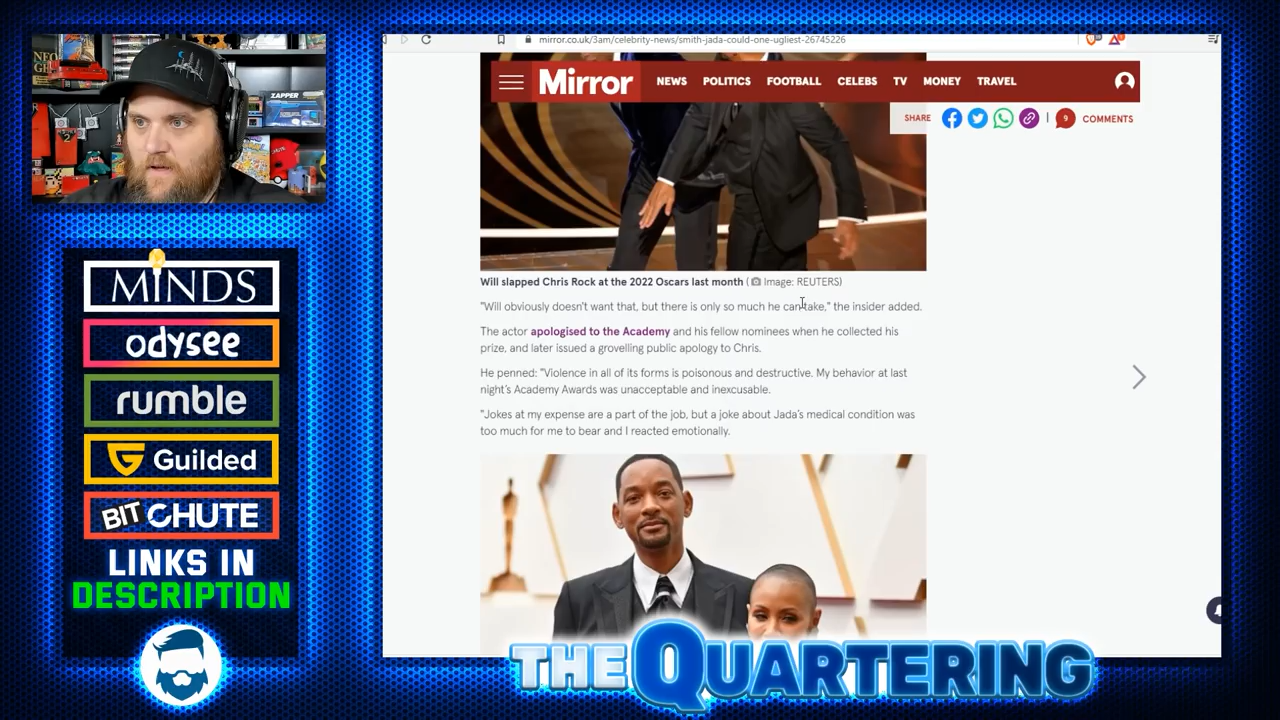 mirror.co.uk/3am/celebrity-news/smith-jada-could-one-ugliest-26745226
Mirror NEWS POLITICS FOOTBALL CELEBS TV MONEY TRAVEL
SHARE | 9 COMMENTS
Will slapped Chris Rock at the 2022 Oscars last month ( Image: REUTERS)
"Will obviously doesn't want that, but there is only so much he can take," the insider added.
The actor apologised to the Academy and his fellow nominees when he collected his
prize, and later issued a grovelling public apology to Chris.
He penned: "Violence in all of its forms is poisonous and destructive. My behavior at last
night's Academy Awards was unacceptable and inexcusable.
"Jokes at my expense are a part of the job, but a joke about Jada's medical condition was
too much for me to bear and I reacted emotionally.
ZAPPER
MINDS
odysee
rumble
Guilded
BIT CHUTE
LINKS IN
DESCRIPTION
THE QUARTERING